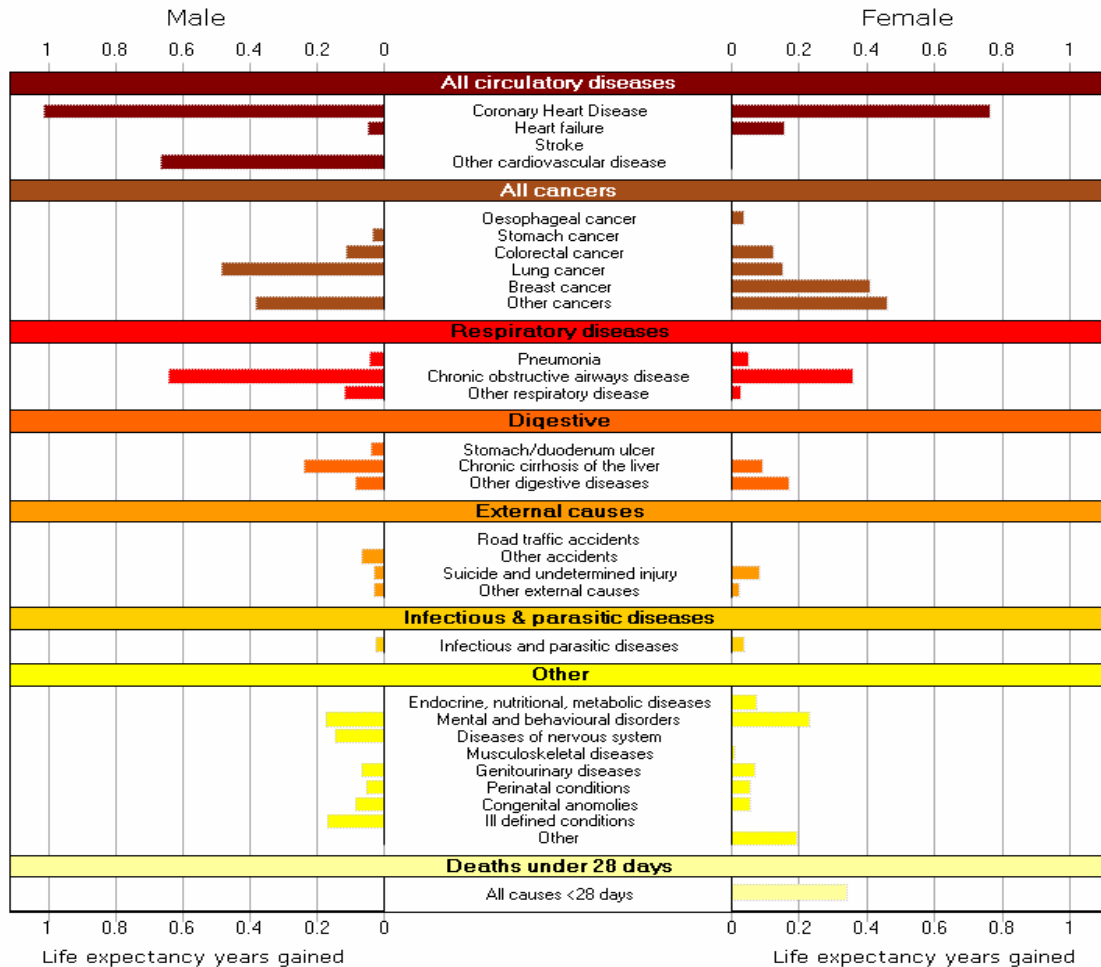 Male Female
1 0.8 0.6 0.4 0.2 0 0 0.2 0.4 0.6 0.8 1
All circulatory diseases
Coronary Heart Disease
Heart failure
Stroke
Other cardiovascular disease
All cancers
Oesophageal cancer
Stomach cancer
Colorectal cancer
Lung cancer
Breast cancer
Other cancers
Respiratory diseases
Pneumonia
Chronic obstructive airways disease
Other respiratory disease
Digestive
Stomach/duodenum ulcer
Chronic cirrhosis of the liver
Other digestive diseases
External causes
Road traffic accidents
Other accidents
Suicide and undetermined injury
Other external causes
Infectious & parasitic diseases
Infectious and parasitic diseases
Other
Endocrine, nutritional, metabolic diseases
Mental and behavioural disorders
Diseases of nervous system
Musculoskeletal diseases
Genitourinary diseases
Perinatal conditions
Congenital anomolies
Ill defined conditions
Other
Deaths under 28 days
All causes <28 days
1 0.8 0.6 0.4 0.2 0 0 0.2 0.4 0.6 0.8 1
Life expectancy years gained Life expectancy years gained